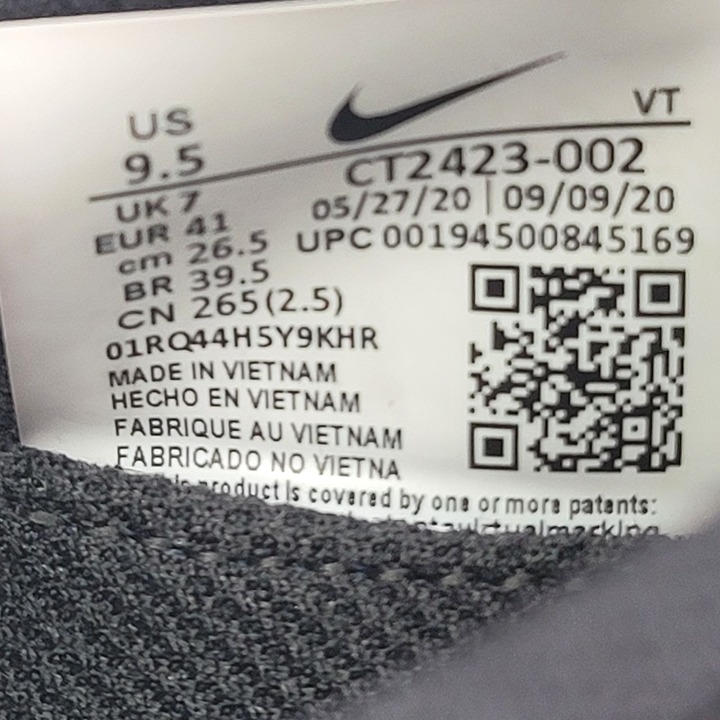 US
9.5
VT
CT2423-002
UK 7
05/27/20 | 09/09/20
EUR 41
UPC 00194500845169
cm 26.5
BR 39.5
CN 265(2.5)
01RQ44H5Y9KHR
MADE IN VIETNAM
HECHO EN VIETNAM
FABRIQUE AU VIETNAM
FABRICADO NO VIETNA
product is covered by one or more patents: